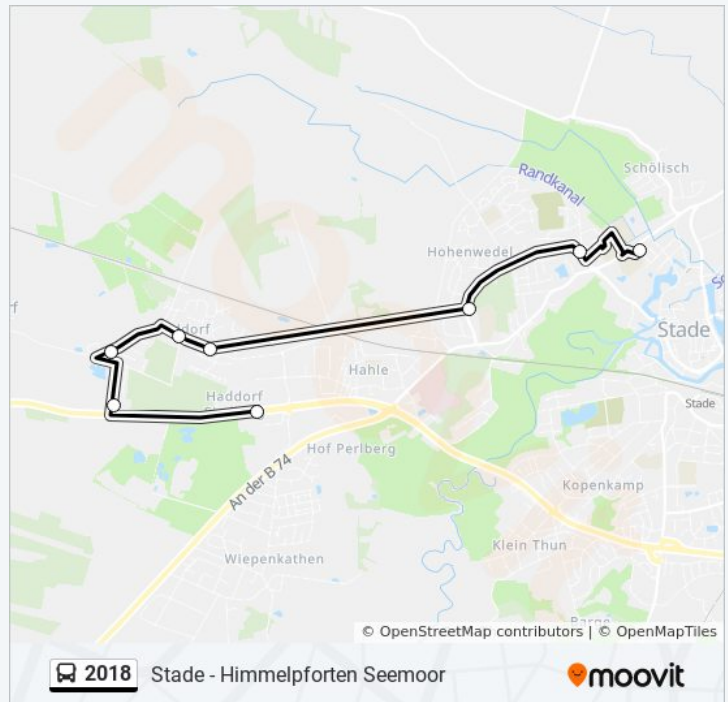 Schölisch
Randkanal
Hohenwedel
Stade
Hahle
Haddorf
Stade
Hof Perlberg
An der B 74
Kopenkamp
Klein Thun
Wiepenkathen
© OpenStreetMap contributors | © OpenMapTiles
2018 Stade - Himmelpforten Seemoor
moovit